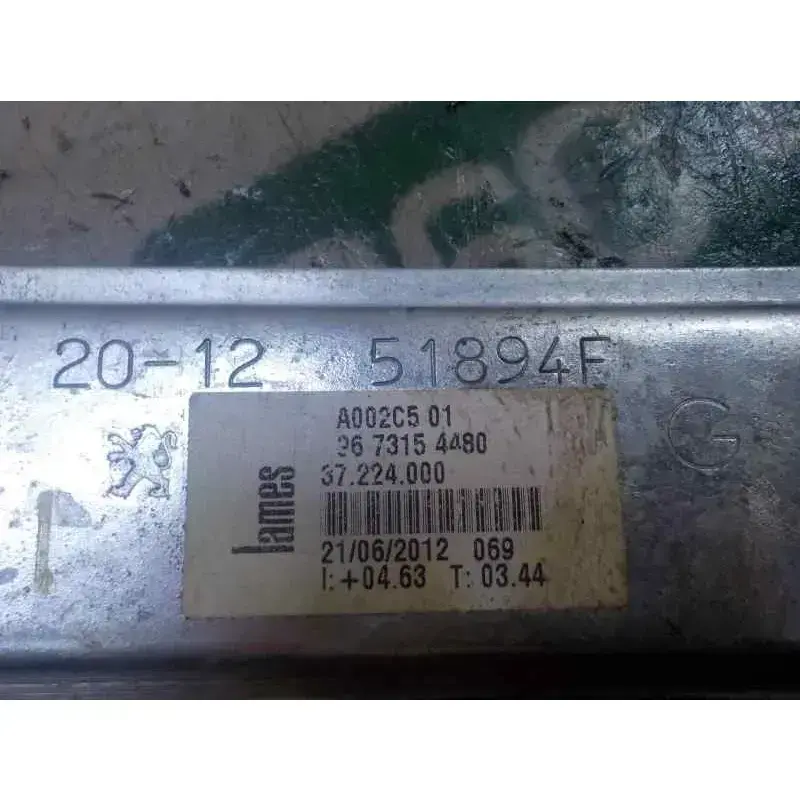 20-12 51894F
G
A002C5 01
96 7315 4480
37.224.000
lames
21/06/2012 069
I: +04.63 T: 03.44